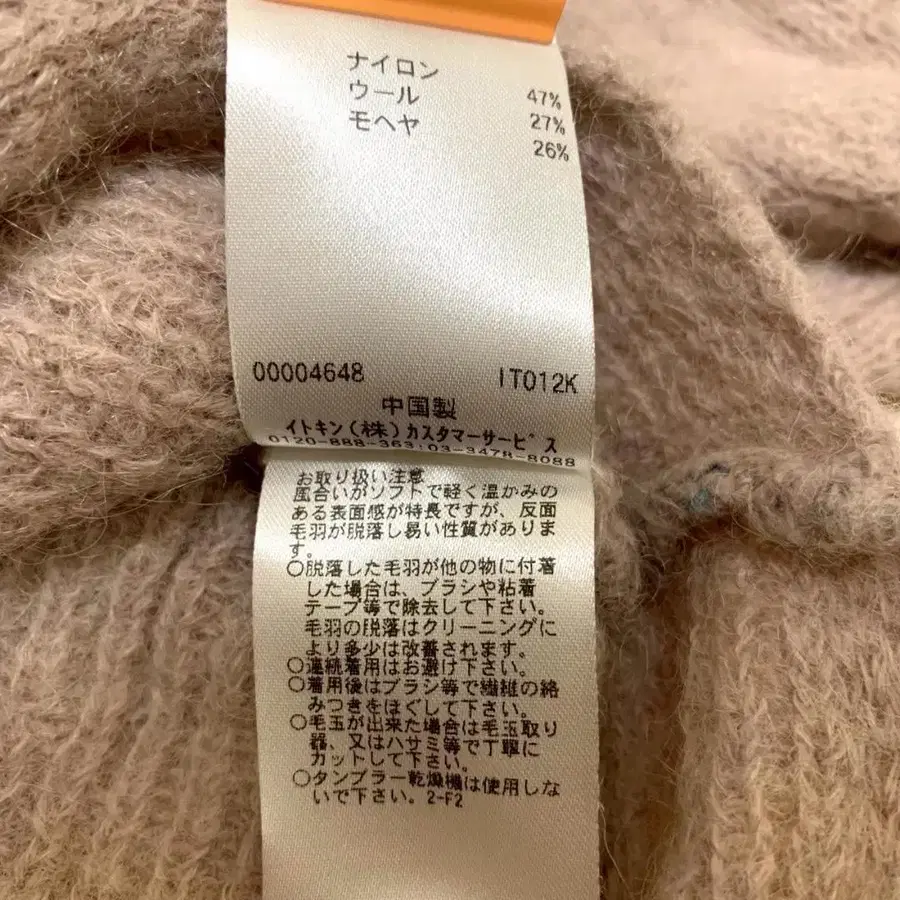 ナイロン 47%
ウール 27%
モヘヤ 26%
00004648 IT012K
中国製
イトキン(株)カスタマーサービス
0120-888-363:03-3478-8088
お取り扱い注意
風合いがソフトで軽く温かみの
ある表面感が特長ですが、反面
毛羽が脱落し易い性質がありま
す。
○脱落した毛羽が他の物に付着
した場合は、ブラシや粘着
テープ等で除去して下さい。
毛羽の脱落はクリーニングに
より多少は改善されます。
○連続着用はお避け下さい。
○着用後はブラシ等で繊維の絡
みつきをほぐして下さい。
○毛玉が出来た場合は毛玉取り
器、又はハサミ等で丁寧に
カットして下さい。
○タンブラー乾燥機は使用しな
いで下さい。2-F2